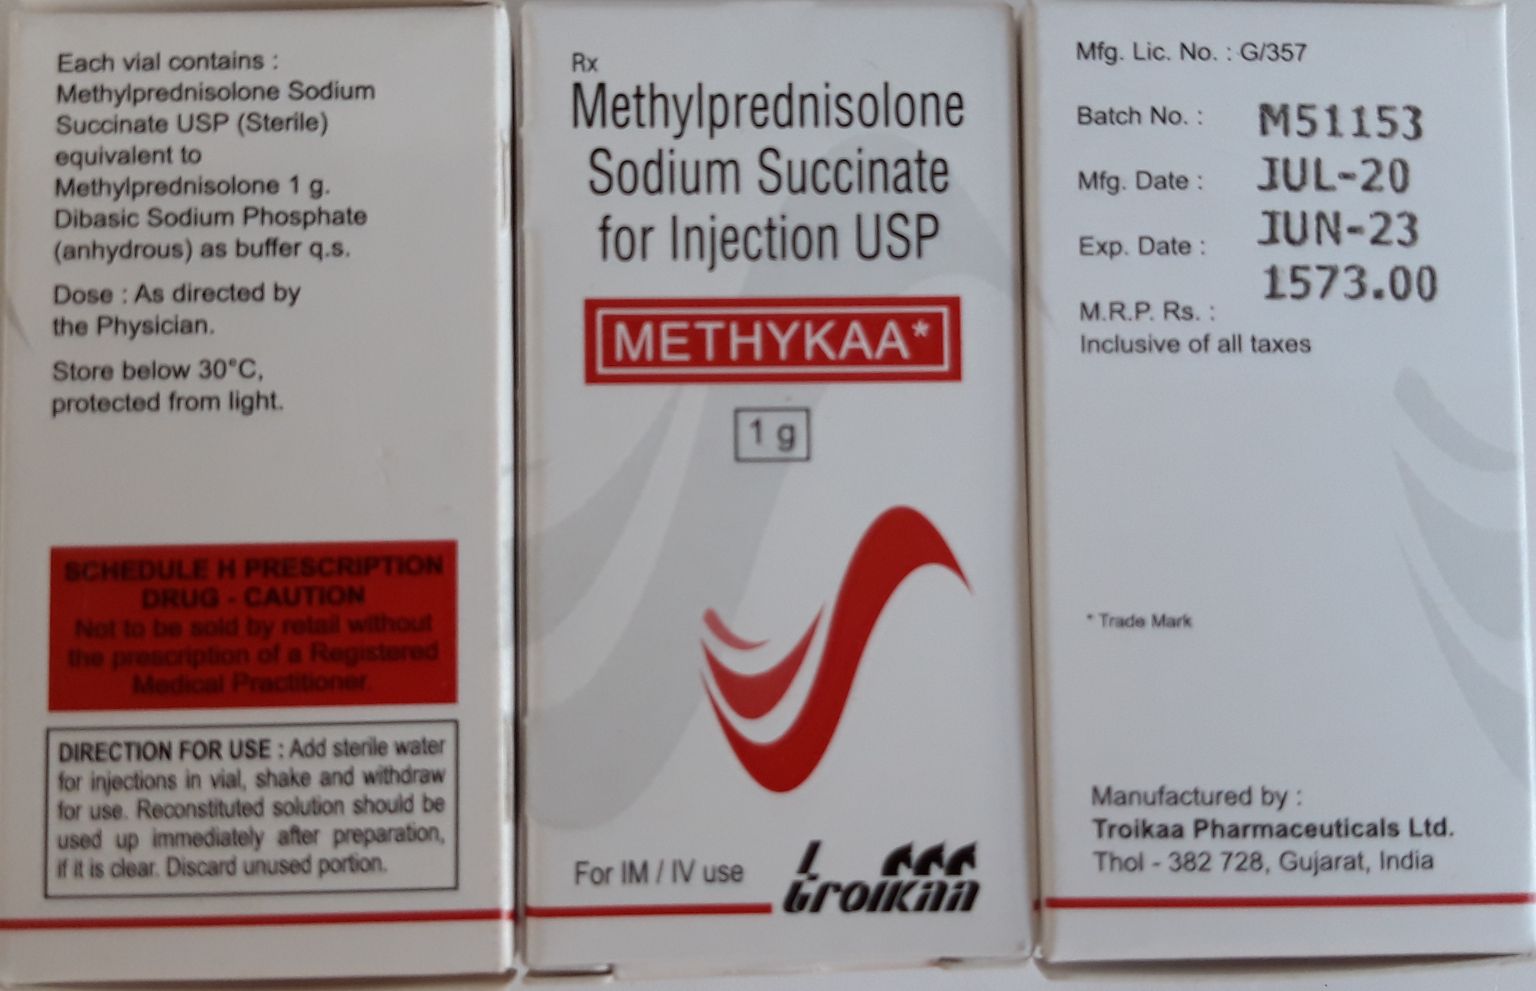 Each vial contains :
Methylprednisolone Sodium
Succinate USP (Sterile)
equivalent to
Methylprednisolone 1 g.
Dibasic Sodium Phosphate
(anhydrous) as buffer q.s.
Dose : As directed by
the Physician.
Store below 30°C,
protected from light.
SCHEDULE H PRESCRIPTION
DRUG - CAUTION
Not to be sold by retail without
the prescription of a Registered
Medical Practitioner.
DIRECTION FOR USE : Add sterile water
for injections in vial, shake and withdraw
for use. Reconstituted solution should be
used up immediately after preparation,
if it is clear. Discard unused portion.
Rx
Methylprednisolone
Sodium Succinate
for Injection USP
METHYKAA*
1 g
For IM / IV use
troikaa
Mfg. Lic. No. : G/357
Batch No. : M51153
Mfg. Date : JUL-20
Exp. Date : JUN-23
M.R.P. Rs. : 1573.00
Inclusive of all taxes
* Trade Mark
Manufactured by :
Troikaa Pharmaceuticals Ltd.
Thol - 382 728, Gujarat, India